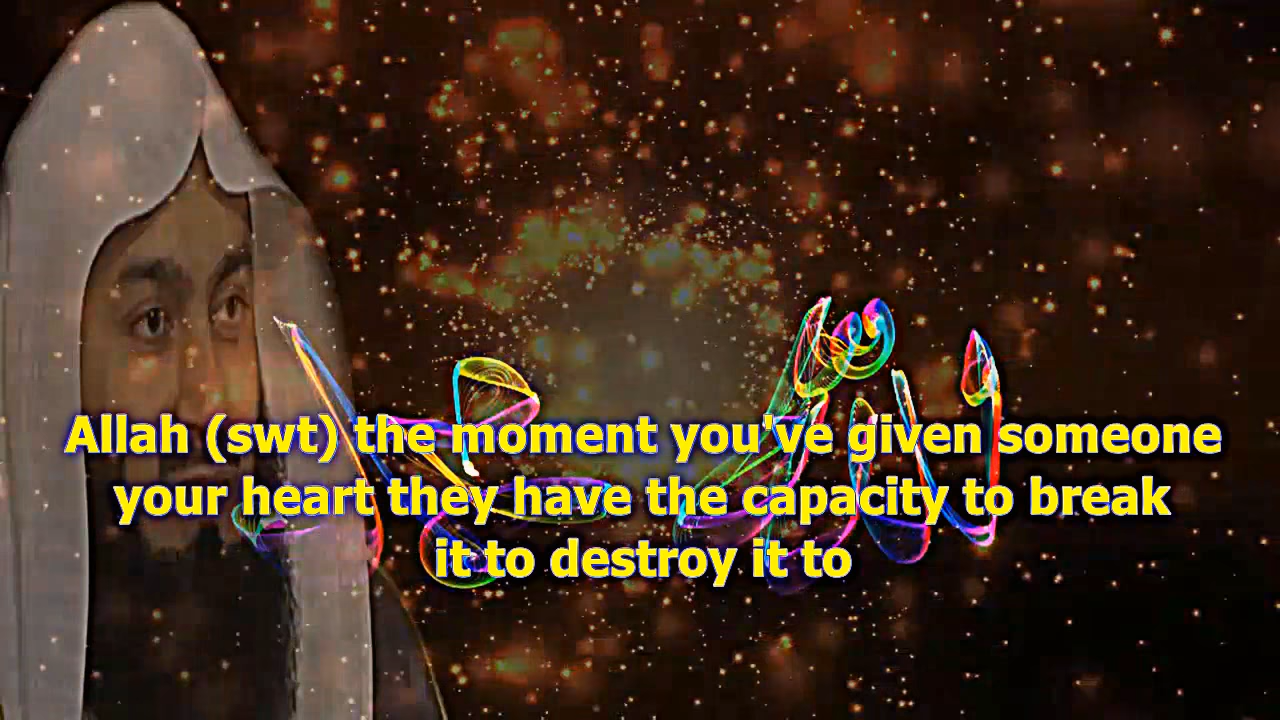 Allah (swt) the moment you've given someone
your heart they have the capacity to break
it to destroy it to